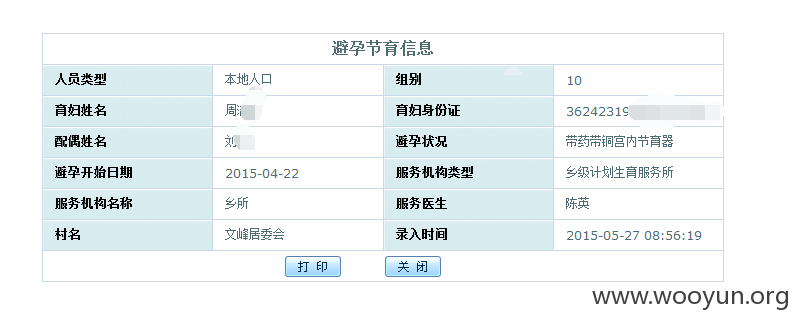 避孕节育信息
人员类型 本地人口 组别 10
育妇姓名 周 育妇身份证 36242319
配偶姓名 刘 避孕状况 带药带铜宫内节育器
避孕开始日期 2015-04-22 服务机构类型 乡级计划生育服务所
服务机构名称 乡所 服务医生 陈英
村名 文峰居委会 录入时间 2015-05-27 08:56:19
打 印 关 闭
www.wooyun.org